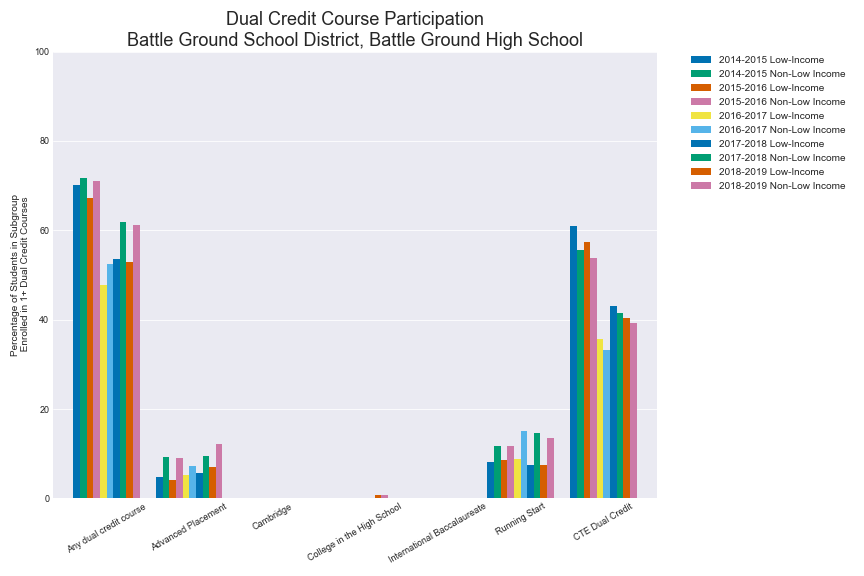 Dual Credit Course Participation
Battle Ground School District, Battle Ground High School
Percentage of Students in Subgroup
Enrolled in 1+ Dual Credit Courses
100
80
60
40
20
0
Any dual credit course
Advanced Placement
Cambridge
College in the High School
International Baccalaureate
Running Start
CTE Dual Credit
2014-2015 Low-Income
2014-2015 Non-Low Income
2015-2016 Low-Income
2015-2016 Non-Low Income
2016-2017 Low-Income
2016-2017 Non-Low Income
2017-2018 Low-Income
2017-2018 Non-Low Income
2018-2019 Low-Income
2018-2019 Non-Low Income